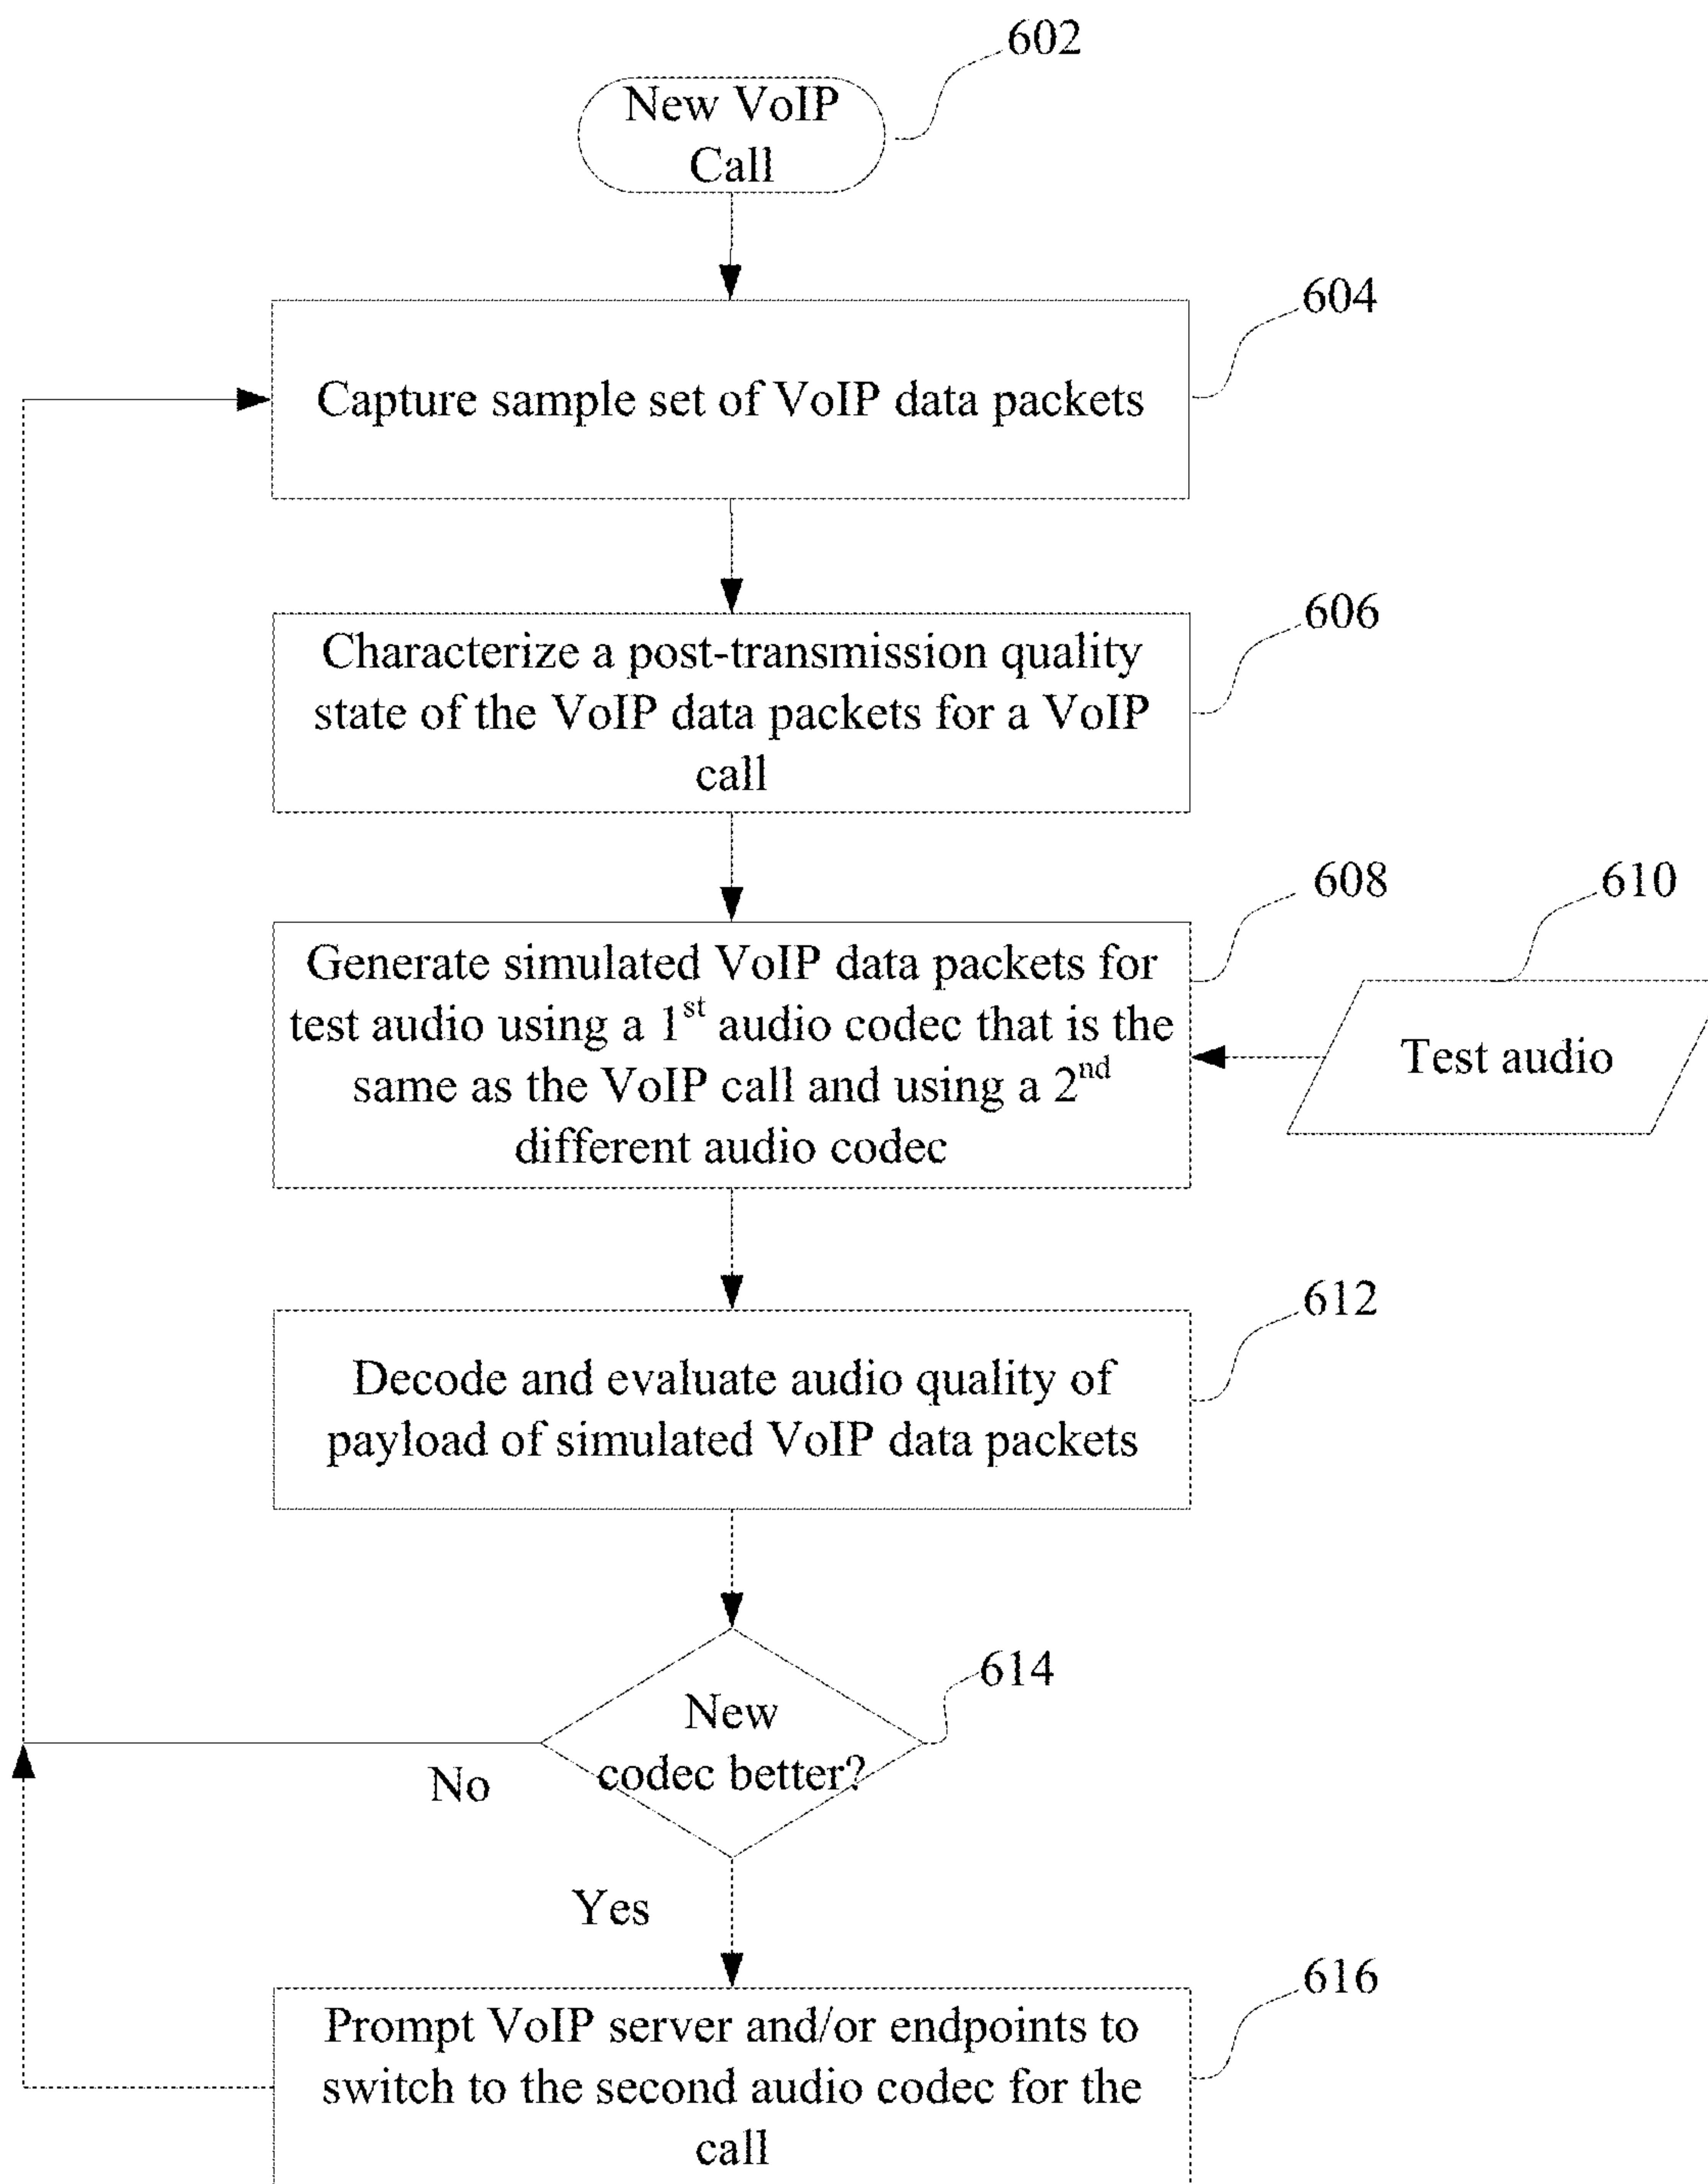 602
New VoIP
Call
604
Capture sample set of VoIP data packets
606
Characterize a post-transmission quality
state of the VoIP data packets for a VoIP
call
608
610
Generate simulated VoIP data packets for
test audio using a 1st audio codec that is the
same as the VoIP call and using a 2nd
different audio codec
Test audio
612
Decode and evaluate audio quality of
payload of simulated VoIP data packets
614
New
codec better?
No
Yes
616
Prompt VoIP server and/or endpoints to
switch to the second audio codec for the
call